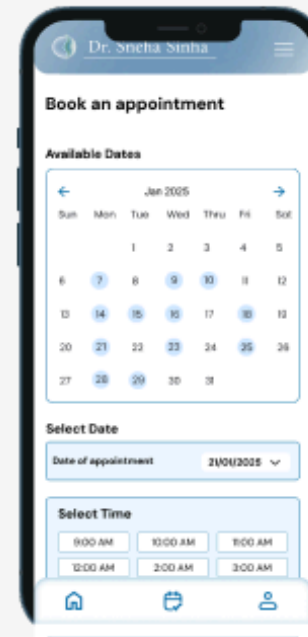 Dr. Sneha Sinha
Book an appointment
Available Dates
Jan 2025
Sun Mon Tue Wed Thru Fri Sat
1 2 3 4 5
6 7 8 9 10 11 12
13 14 15 16 17 18 19
20 21 22 23 24 25 26
27 28 29 30 31
Select Date
Date of appointment 21/01/2025
Select Time
9:00 AM 10:00 AM 11:00 AM
12:00 AM 2:00 AM 3:00 AM